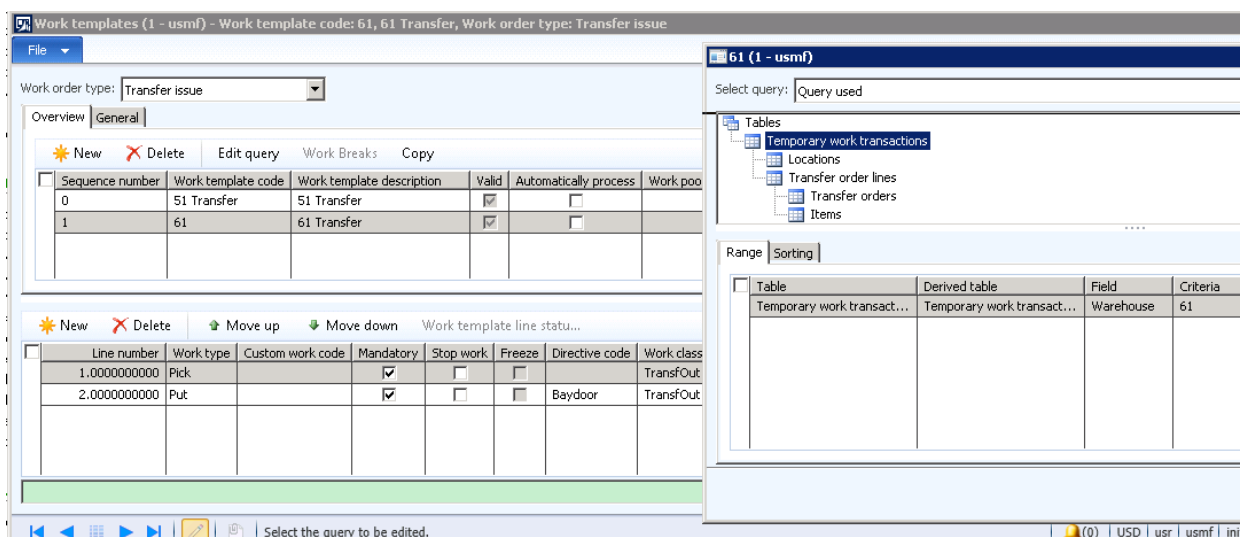 Work templates (1 - usmf) - Work template code: 61, 61 Transfer, Work order type: Transfer issue
File
Work order type: Transfer issue
Overview General
New Delete Edit query Work Breaks Copy
Sequence number Work template code Work template description Valid Automatically process Work poo
0 51 Transfer 51 Transfer
1 61 61 Transfer
New Delete Move up Move down Work template line statu...
Line number Work type Custom work code Mandatory Stop work Freeze Directive code Work class
1.0000000000 Pick TransfOut
2.0000000000 Put Baydoor TransfOut
Select the query to be edited.
61 (1 - usmf)
Select query: Query used
Tables
Temporary work transactions
Locations
Transfer order lines
Transfer orders
Items
Range Sorting
Table Derived table Field Criteria
Temporary work transact... Temporary work transact... Warehouse 61
(0) USD usr usmf ini